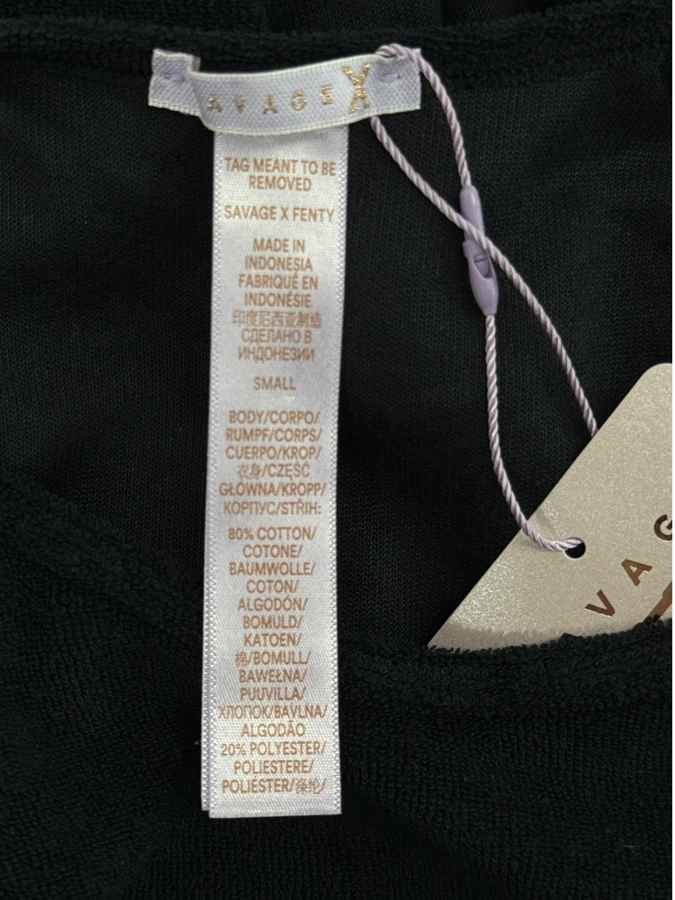 AVAGE X
TAG MEANT TO BE
REMOVED
SAVAGE X FENTY
MADE IN
INDONESIA
FABRIQUÉ EN
INDONÉSIE
印度尼西亚制造
СДЕЛАНО В
ИНДОНЕЗИИ
SMALL
BODY/CORPO/
RUMPF/CORPS/
CUERPO/KROP/
衣身/CZĘŚĆ
GŁÓWNA/KROPP/
КОРПУС/STŘIH:
80% COTTON/
COTONE/
BAUMWOLLE/
COTON/
ALGODÓN/
BOMULD/
KATOEN/
棉/BOMULL/
BAWEŁNA/
PUUVILLA/
ХЛОПОК/BAVLNA/
ALGODÃO
20% POLYESTER/
POLIESTERE/
POLIÉSTER/涤纶/
VAG